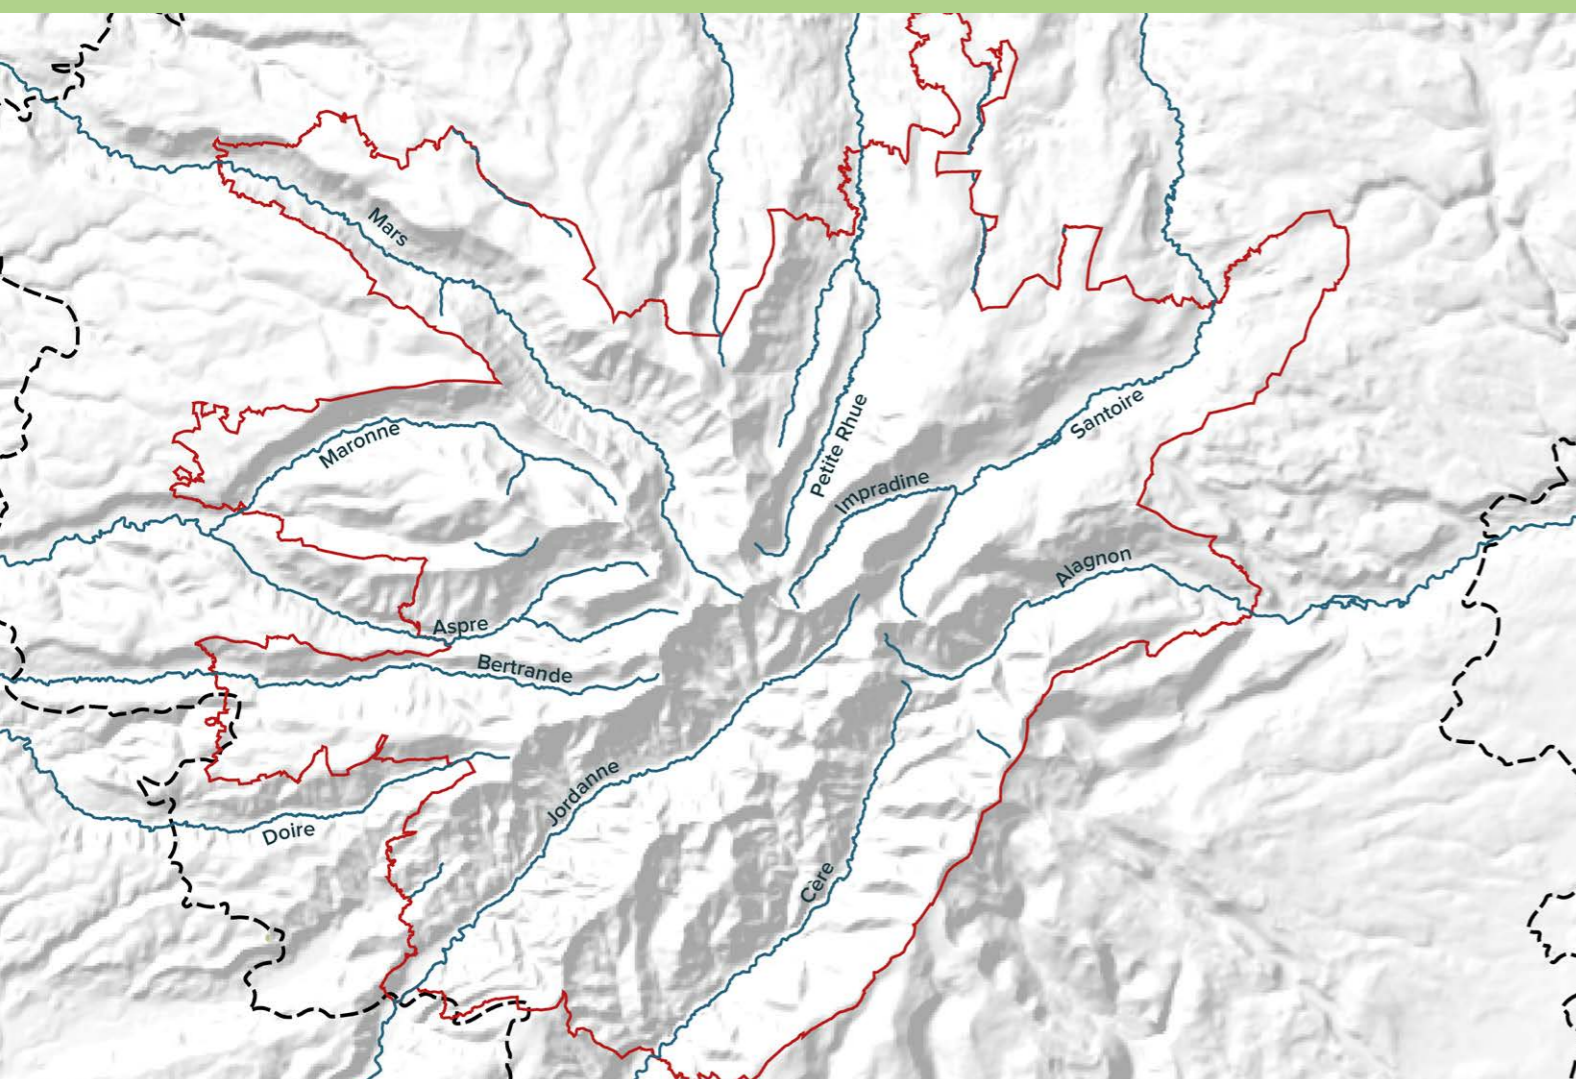 Mars
Maronne
Petite Rhue
Santoire
Impradine
Alagnon
Aspre
Bertrande
Jordanne
Doire
Cère